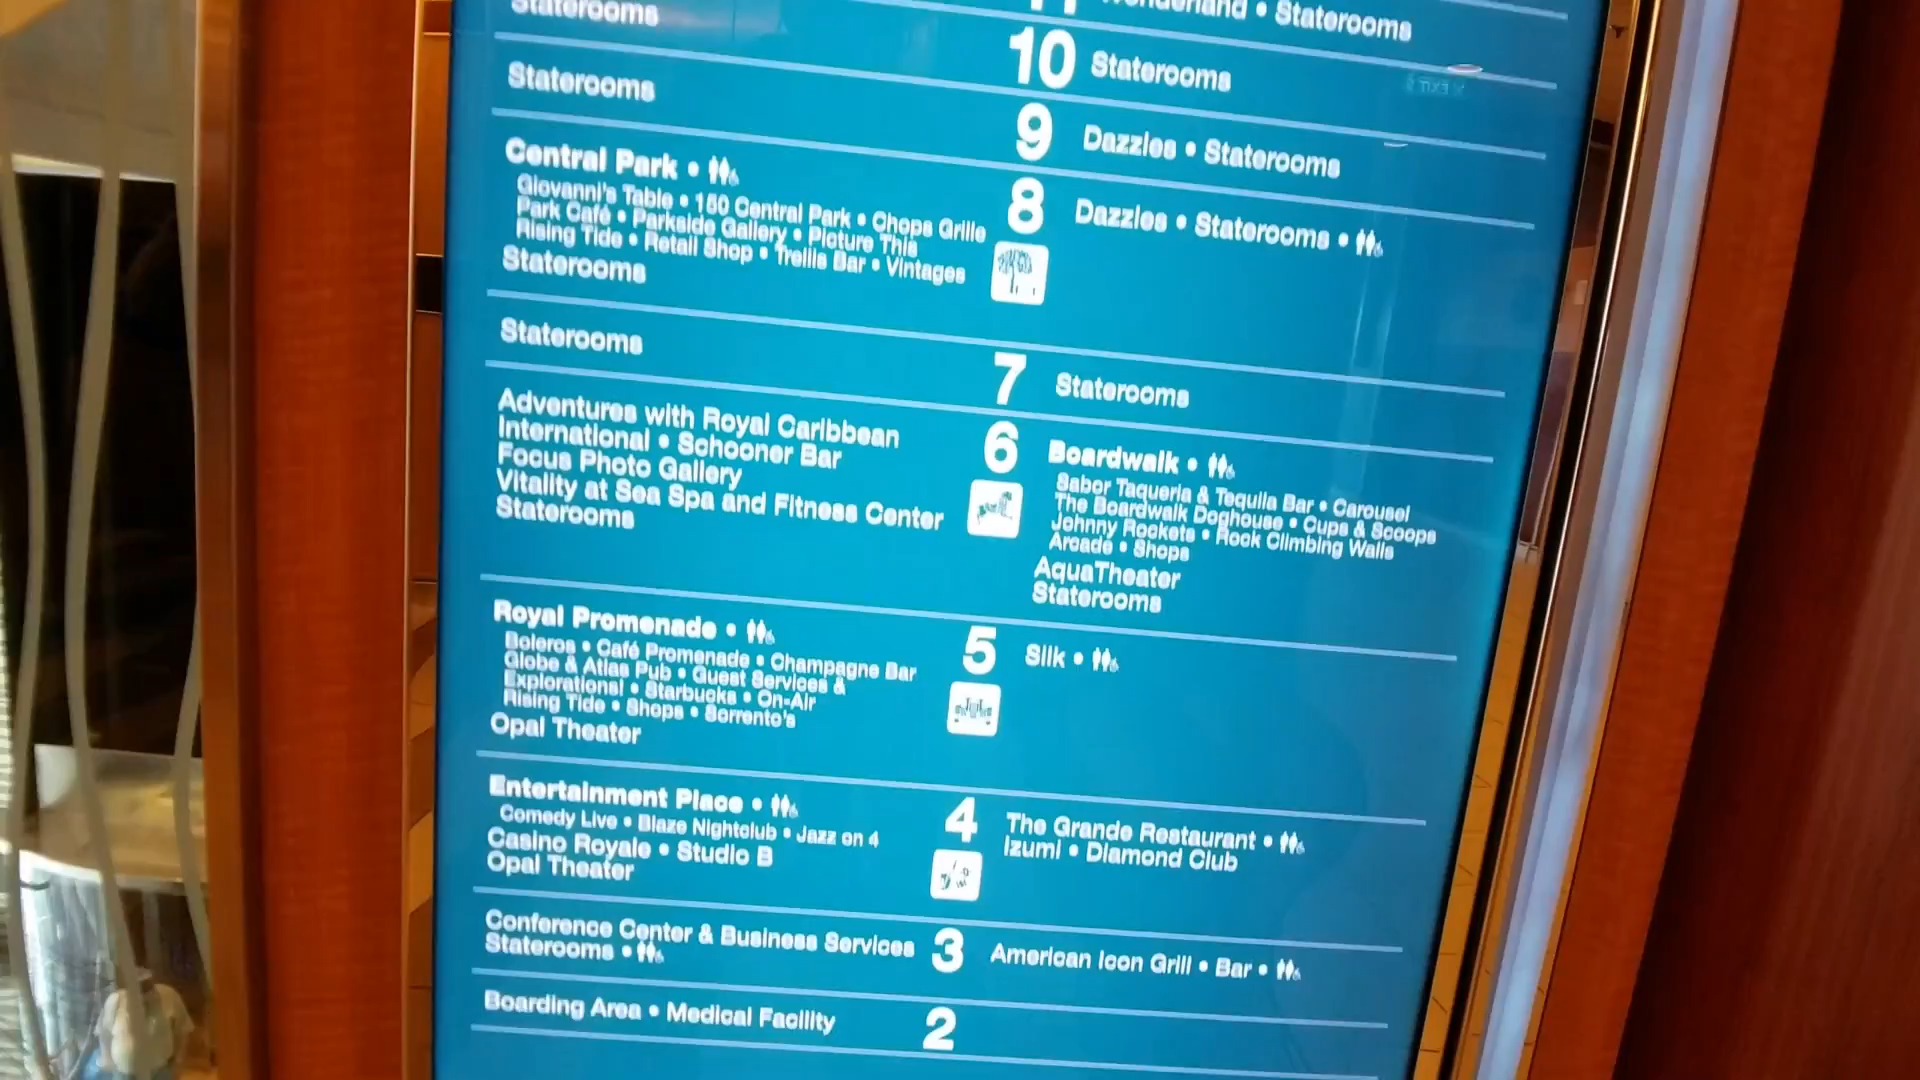 Staterooms
Wonderland • Staterooms
10 Staterooms
Staterooms
9 Dazzles • Staterooms
Central Park •
Giovanni's Table • 150 Central Park • Chops Grille
Park Café • Parkside Gallery • Picture This
Rising Tide • Retail Shop • Trellis Bar • Vintages
Staterooms
8 Dazzles • Staterooms •
Staterooms
7 Staterooms
Adventures with Royal Caribbean
International • Schooner Bar
Focus Photo Gallery
Vitality at Sea Spa and Fitness Center
Staterooms
6 Boardwalk •
Sabor Taqueria & Tequila Bar • Carousel
The Boardwalk Doghouse • Cups & Scoops
Johnny Rockets • Rock Climbing Walls
Arcade • Shops
AquaTheater
Staterooms
Royal Promenade •
Boleros • Café Promenade • Champagne Bar
Globe & Atlas Pub • Guest Services &
Explorations! • Starbucks • On-Air
Rising Tide • Shops • Sorrento's
Opal Theater
5 Silk •
Entertainment Place •
Comedy Live • Blaze Nightclub • Jazz on 4
Casino Royale • Studio B
Opal Theater
4 The Grande Restaurant •
Izumi • Diamond Club
Conference Center & Business Services
Staterooms •
3 American Icon Grill • Bar •
Boarding Area • Medical Facility
2